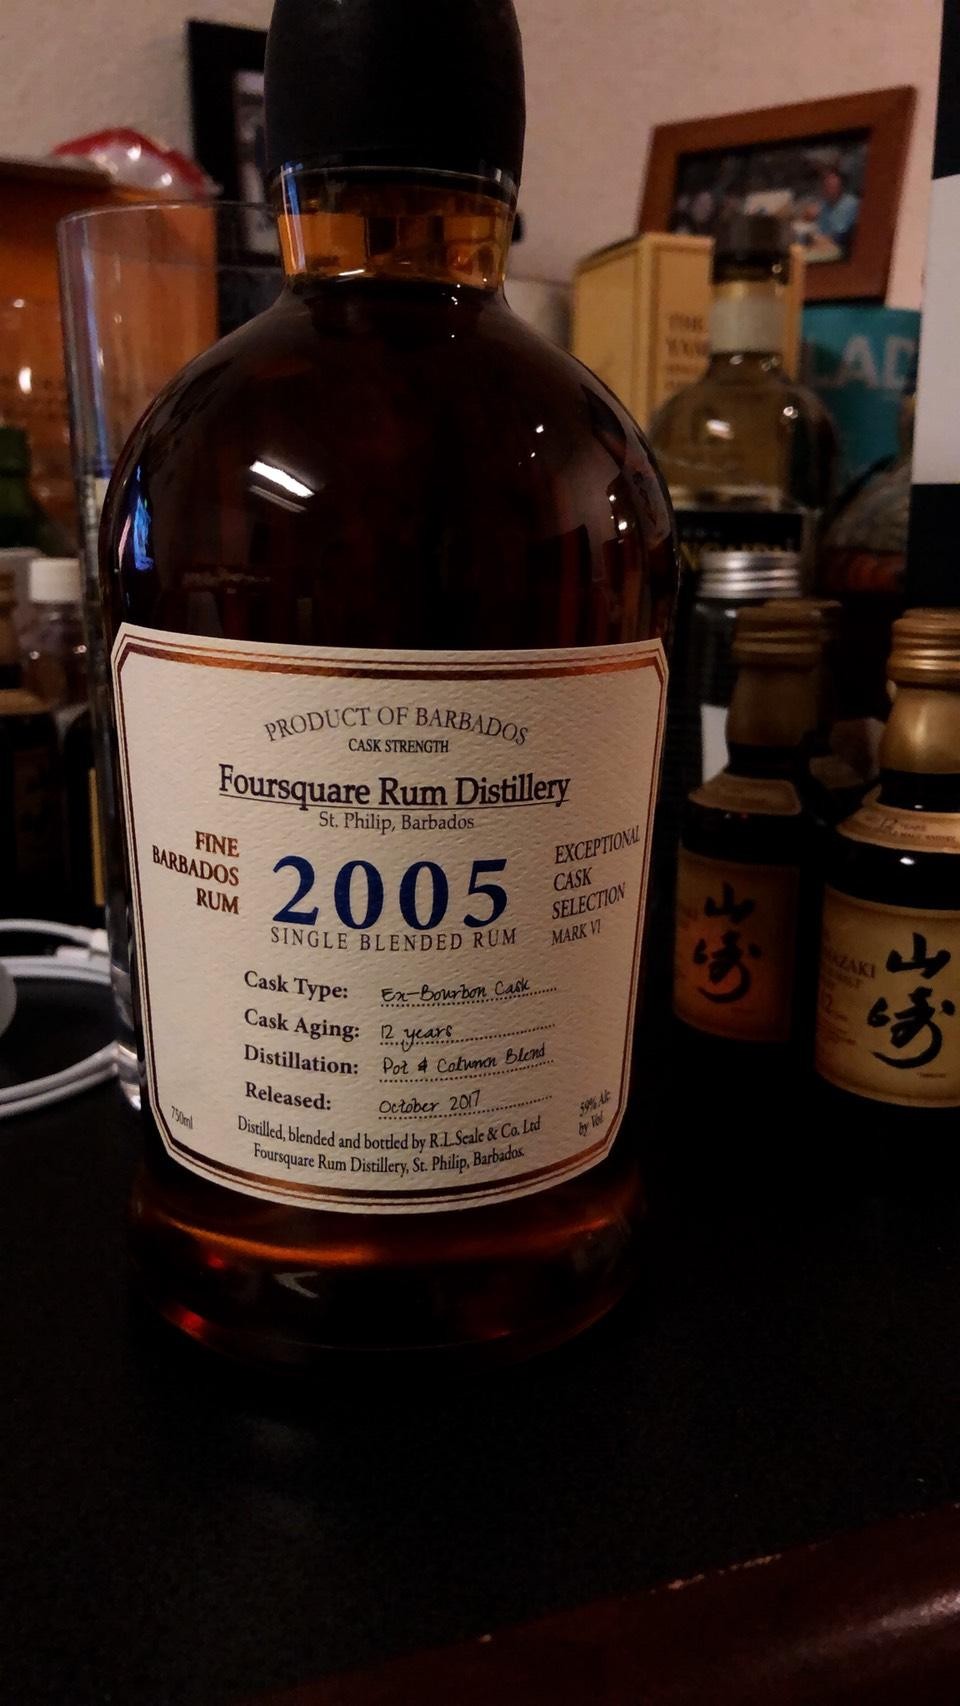 PRODUCT OF BARBADOS
CASK STRENGTH
Foursquare Rum Distillery
St. Philip, Barbados
FINE
BARBADOS
RUM
2005
SINGLE BLENDED RUM
EXCEPTIONAL
CASK
SELECTION
MARK VI
Cask Type: Ex-Bourbon Cask
Cask Aging: 12 years
Distillation: Pot & Column Blend
Released: October 2017
750ml
59% Alc
by Vol
Distilled, blended and bottled by R.L.Seale & Co. Ltd
Foursquare Rum Distillery, St. Philip, Barbados.
THE
LAD
山
崎
山
崎
12